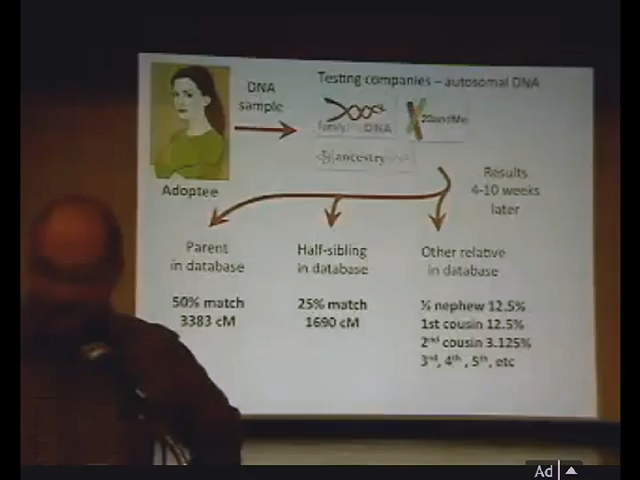 Testing companies – autosomal DNA
DNA
sample
family DNA
23andMe
ancestry
Adoptee
Results
4-10 weeks
later
Parent
in database
Half-sibling
in database
Other relative
in database
50% match
3383 cM
25% match
1690 cM
½ nephew 12.5%
1st cousin 12.5%
2nd cousin 3.125%
3rd, 4th, 5th, etc
Ad